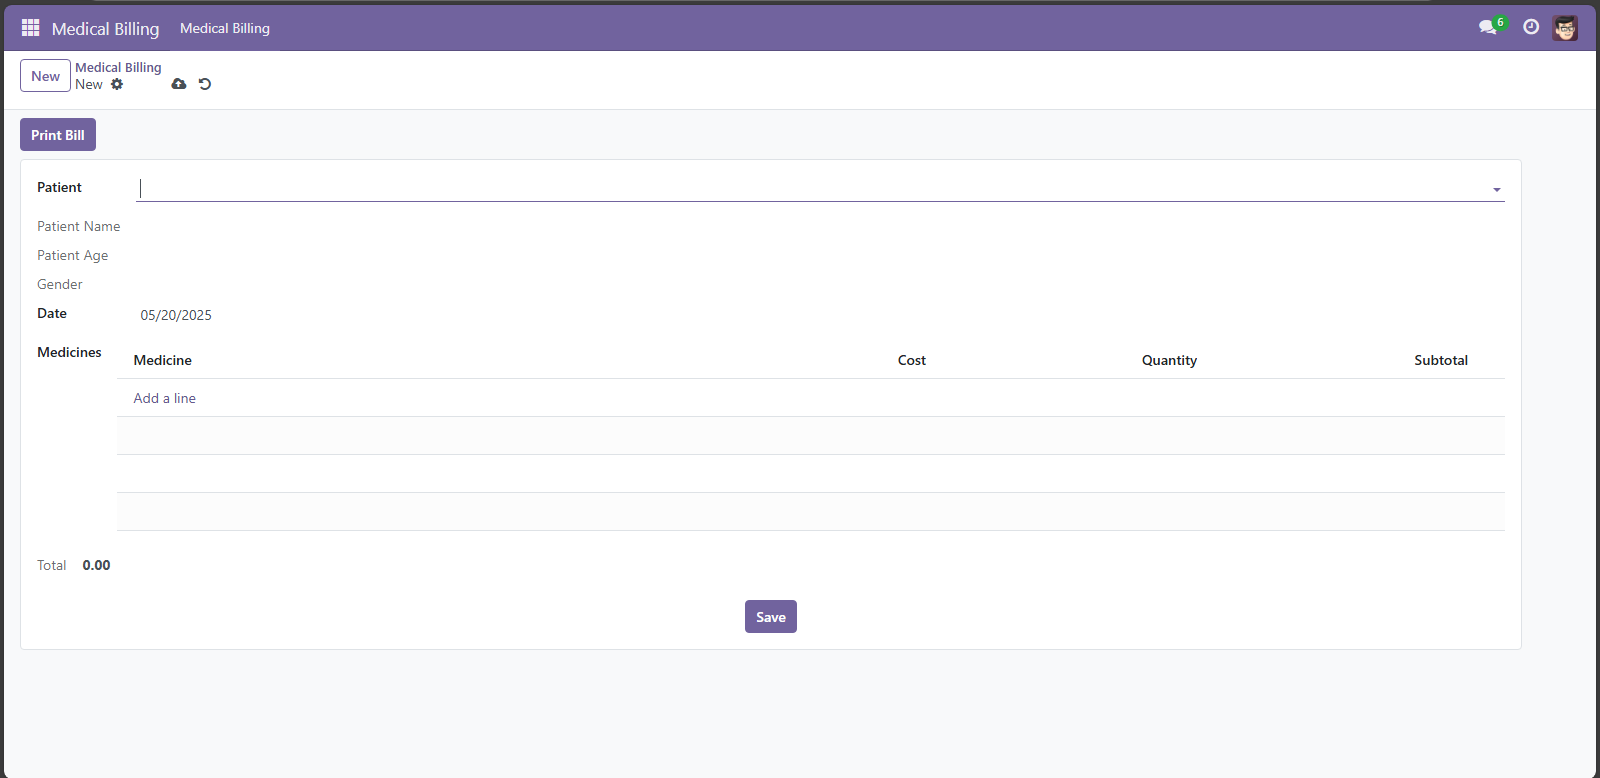 Medical Billing Medical Billing 6
New Medical Billing
New
Print Bill
Patient
Patient Name
Patient Age
Gender
Date 05/20/2025
Medicines Medicine Cost Quantity Subtotal
Add a line
Total 0.00
Save